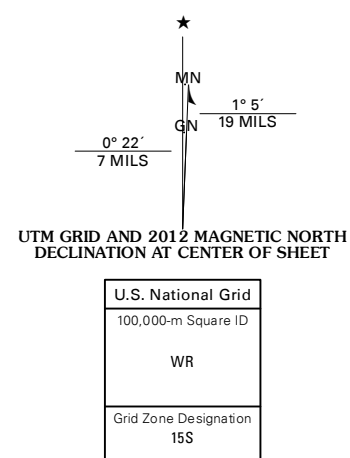 ★
MN
1° 5´
GN
19 MILS
0° 22´
7 MILS
UTM GRID AND 2012 MAGNETIC NORTH
DECLINATION AT CENTER OF SHEET
U.S. National Grid
100,000-m Square ID
WR
Grid Zone Designation
15S